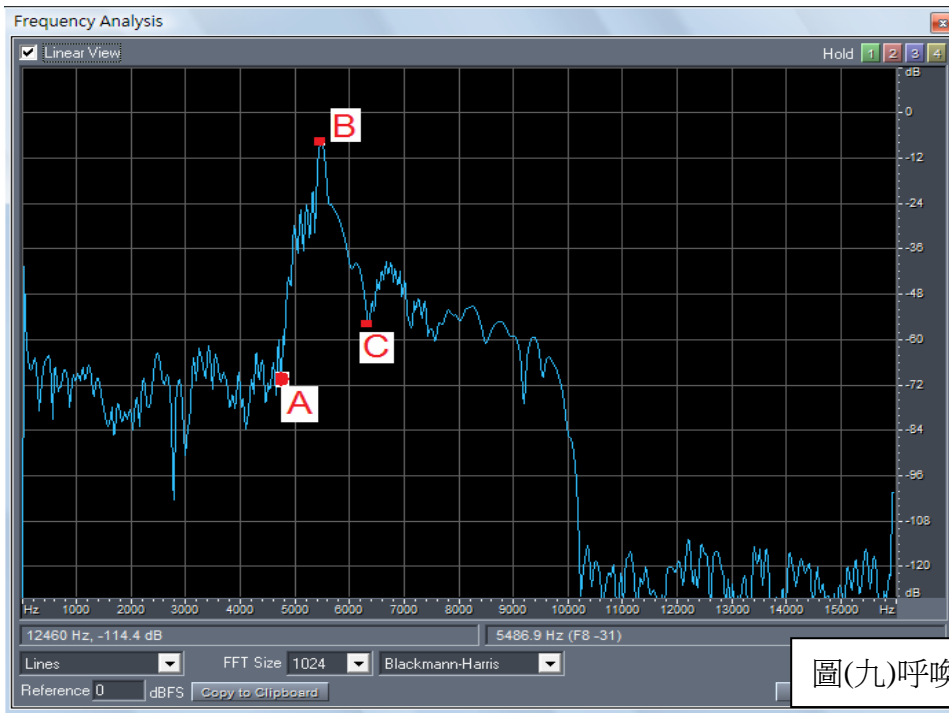 Frequency Analysis
Linear View
Hold 1 2 3 4
dB
0
-12
-24
-36
-48
-60
-72
-84
-96
-108
-120
dB
B
C
A
Hz 1000 2000 3000 4000 5000 6000 7000 8000 9000 10000 11000 12000 13000 14000 15000 Hz
12460 Hz, -114.4 dB
5486.9 Hz (F8 -31)
Lines
FFT Size 1024
Blackmann-Harris
Reference 0 dBFS
Copy to Clipboard
圖(九)呼喚